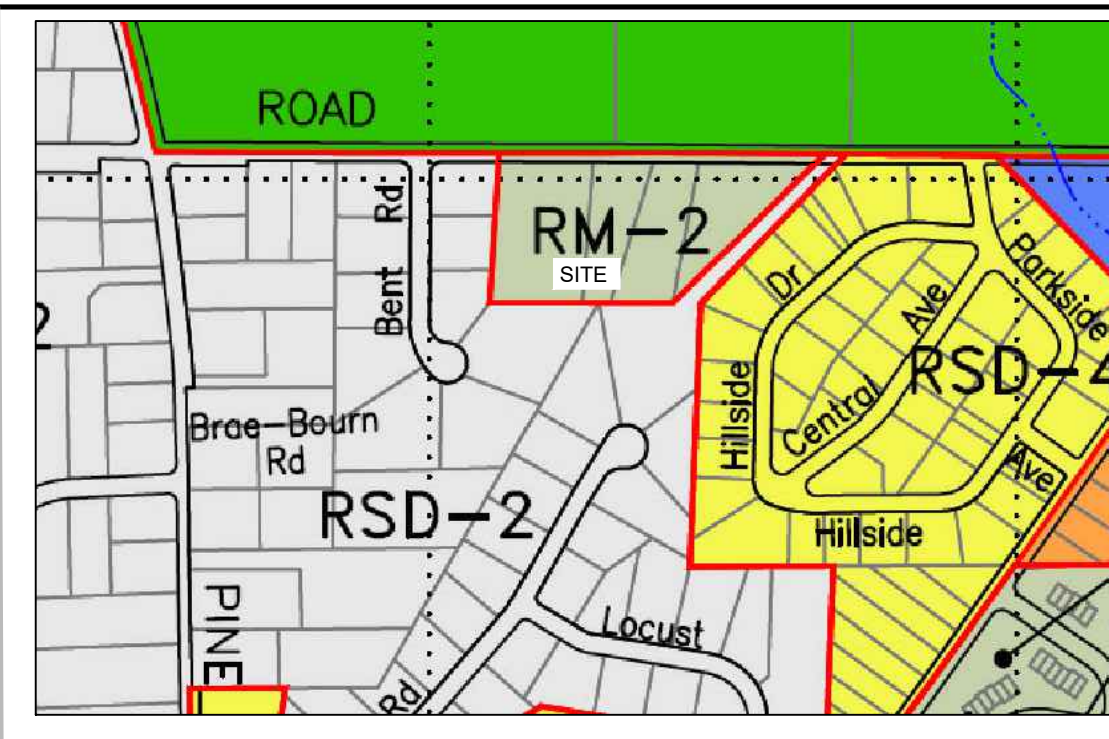 ROAD
Bent Rd
RM-2
SITE
Dr
Ave
Parkside
2
RSD-4
Hillside
Central
Brae-Bourn
Rd
Ave
RSD-2
Hillside
PINE
Locust
Rd